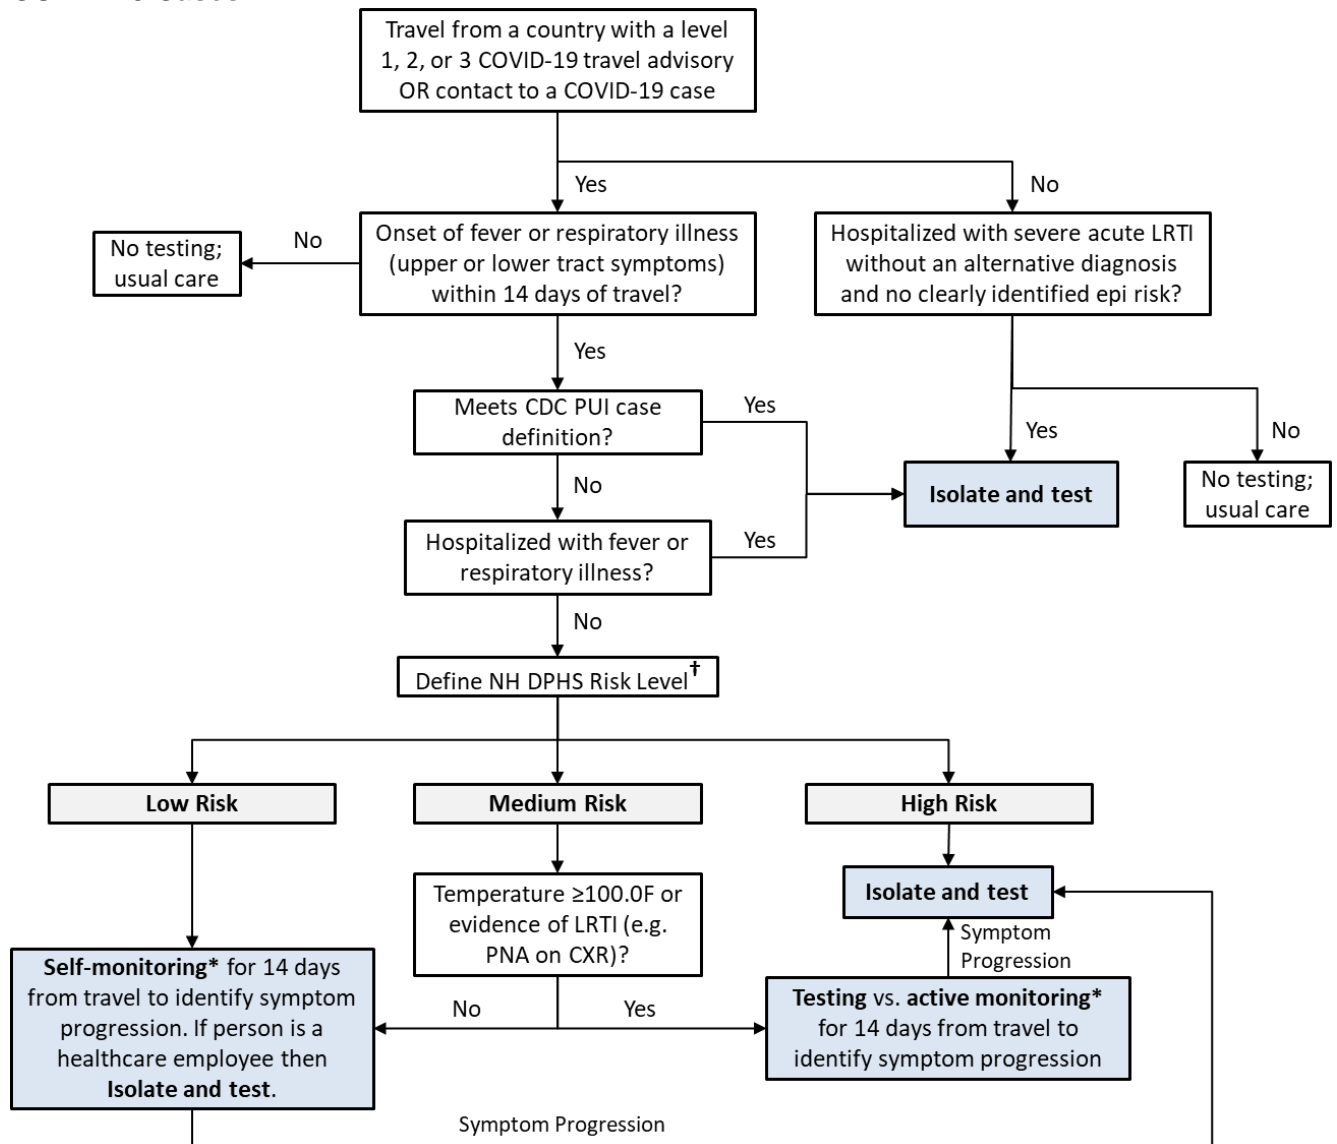 Travel from a country with a level
1, 2, or 3 COVID-19 travel advisory
OR contact to a COVID-19 case
Yes
No
No
No testing;
usual care
Onset of fever or respiratory illness
(upper or lower tract symptoms)
within 14 days of travel?
Hospitalized with severe acute LRTI
without an alternative diagnosis
and no clearly identified epi risk?
Yes
Meets CDC PUI case
definition?
Yes
Yes
No
No
Isolate and test
No testing;
usual care
Hospitalized with fever or
respiratory illness?
Yes
No
Define NH DPHS Risk Level†
Low Risk
Medium Risk
High Risk
Temperature ≥100.0F or
evidence of LRTI (e.g.
PNA on CXR)?
Isolate and test
Symptom
Progression
Self-monitoring* for 14 days
from travel to identify symptom
progression. If person is a
healthcare employee then
Isolate and test.
No
Yes
Testing vs. active monitoring*
for 14 days from travel to
identify symptom progression
Symptom Progression